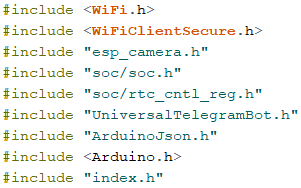 #include <WiFi.h>
#include <WiFiClientSecure.h>
#include "esp_camera.h"
#include "soc/soc.h"
#include "soc/rtc_cntl_reg.h"
#include "UniversalTelegramBot.h"
#include "ArduinoJson.h"
#include <Arduino.h>
#include "index.h"